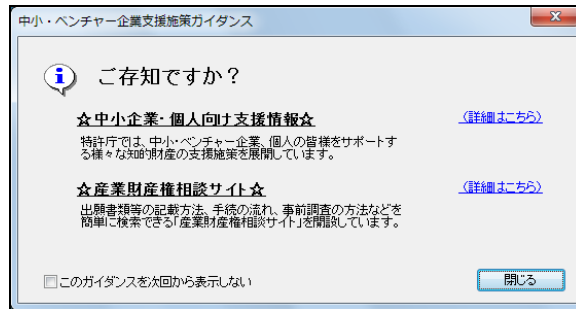 中小・ベンチャー企業支援施策ガイダンス
ご存知ですか？
☆中小企業・個人向け支援情報☆ （詳細はこちら）
特許庁では、中小・ベンチャー企業、個人の皆様をサポートす
る様々な知的財産の支援施策を展開しています。
☆産業財産権相談サイト☆ （詳細はこちら）
出願書類等の記載方法、手続の流れ、事前調査の方法などを
簡単に検索できる「産業財産権相談サイト」を開設しています。
このガイダンスを次回から表示しない 閉じる